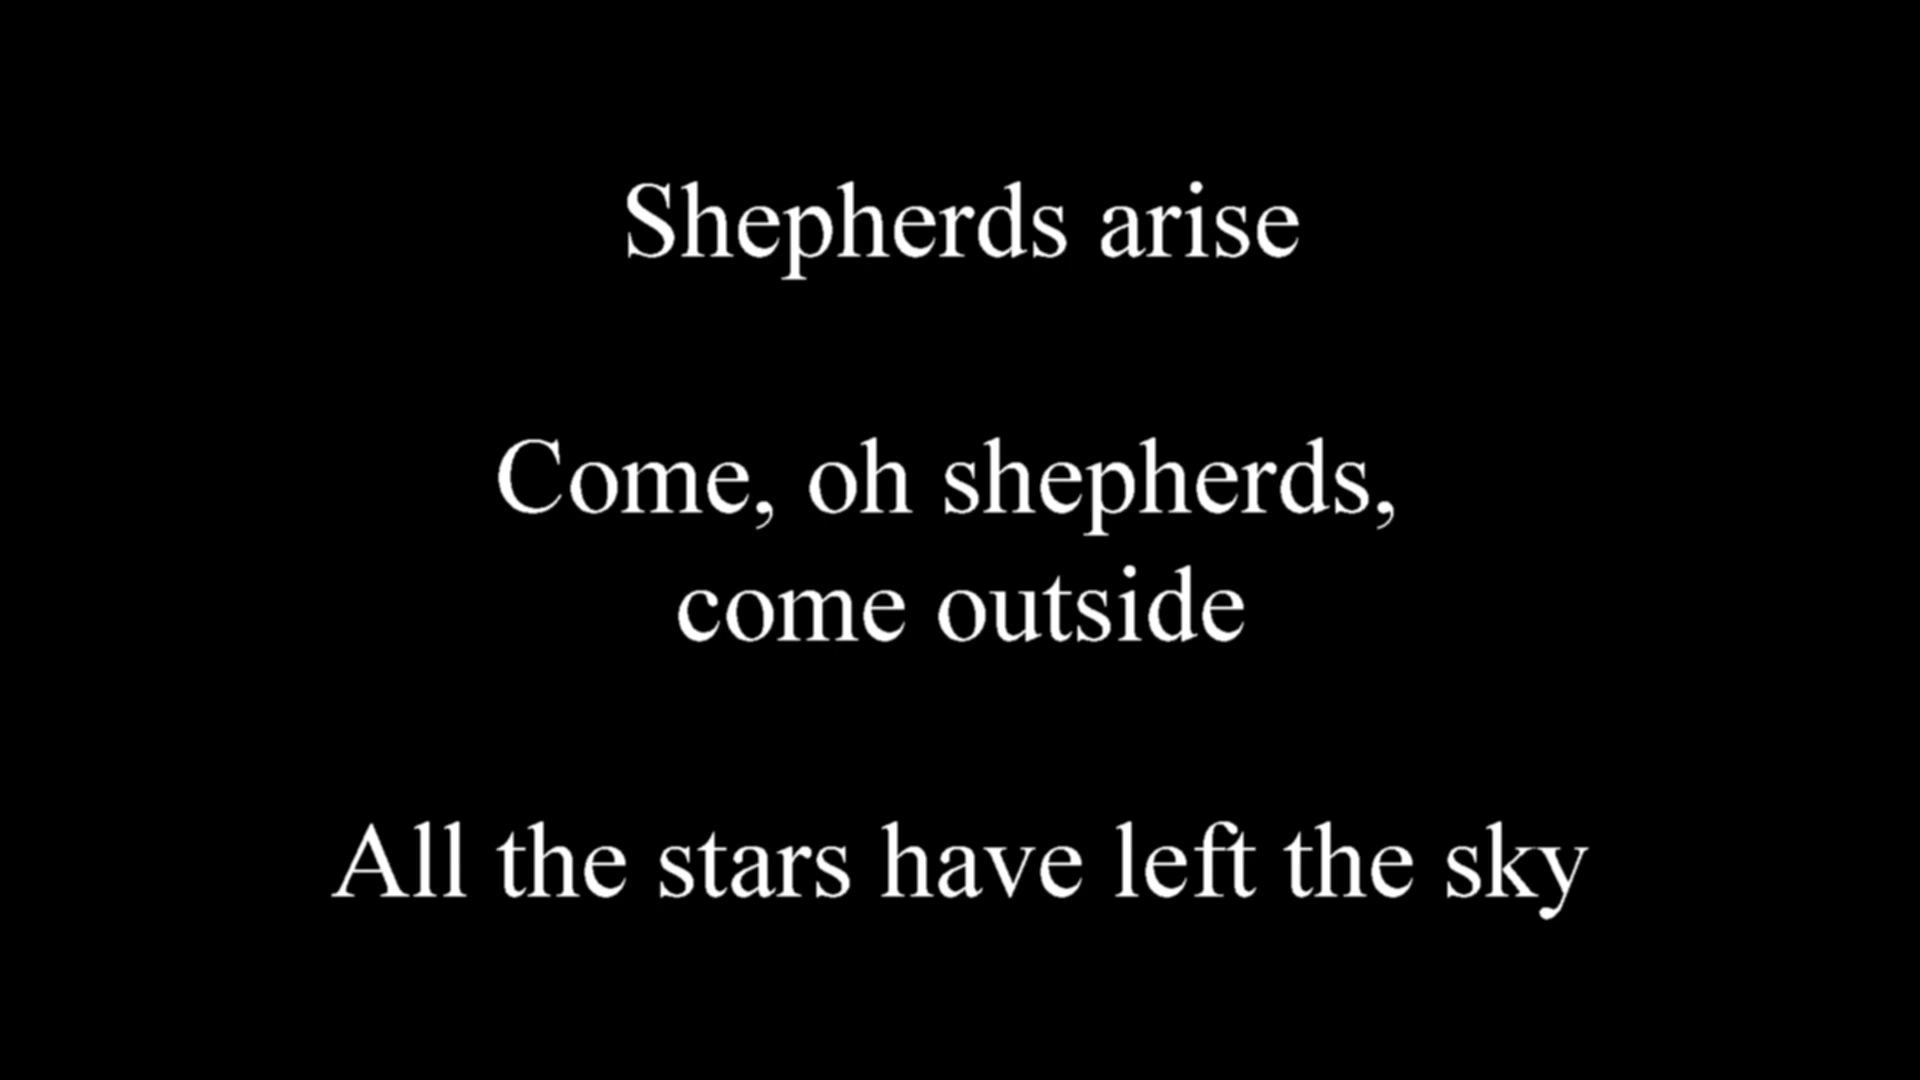 Shepherds arise
Come, oh shepherds,
come outside
All the stars have left the sky